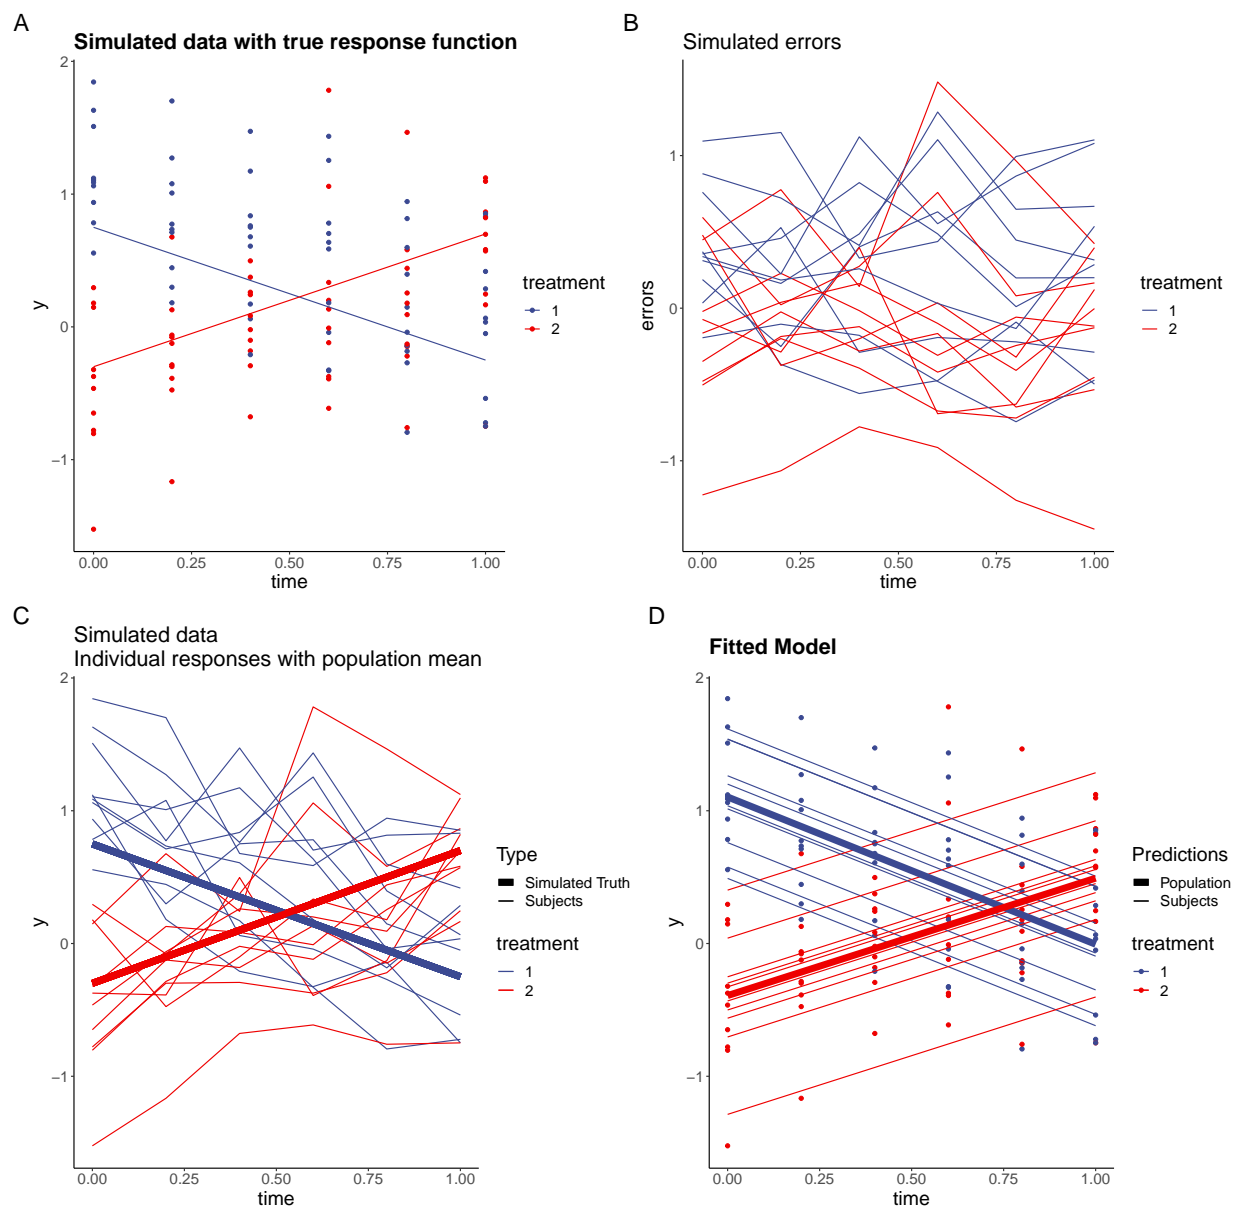 A
Simulated data with true response function
2
1
0
−1
y
0.00 0.25 0.50 0.75 1.00
time
treatment
1
2
B
Simulated errors
1
0
−1
errors
0.00 0.25 0.50 0.75 1.00
time
treatment
1
2
C
Simulated data
Individual responses with population mean
2
1
0
−1
y
0.00 0.25 0.50 0.75 1.00
time
Type
Simulated Truth
Subjects
treatment
1
2
D
Fitted Model
2
1
0
−1
y
0.00 0.25 0.50 0.75 1.00
time
Predictions
Population
Subjects
treatment
1
2